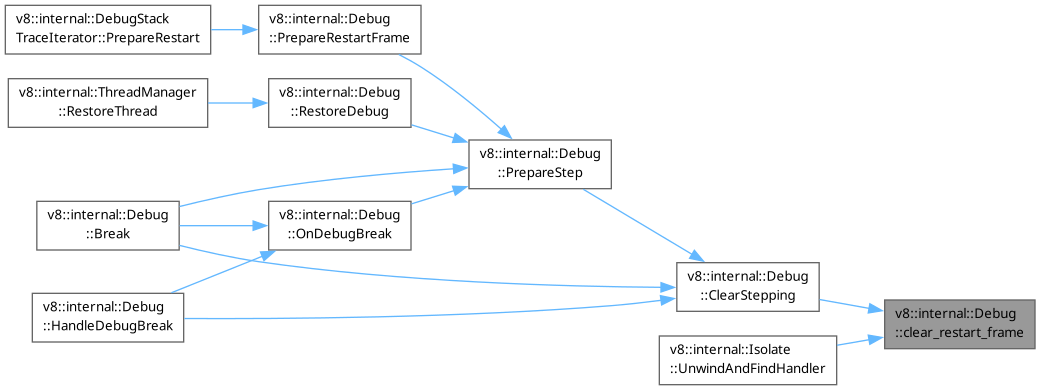 v8::internal::DebugStack
TraceIterator::PrepareRestart
v8::internal::Debug
::PrepareRestartFrame
v8::internal::ThreadManager
::RestoreThread
v8::internal::Debug
::RestoreDebug
v8::internal::Debug
::PrepareStep
v8::internal::Debug
::Break
v8::internal::Debug
::OnDebugBreak
v8::internal::Debug
::HandleDebugBreak
v8::internal::Debug
::ClearStepping
v8::internal::Debug
::clear_restart_frame
v8::internal::Isolate
::UnwindAndFindHandler